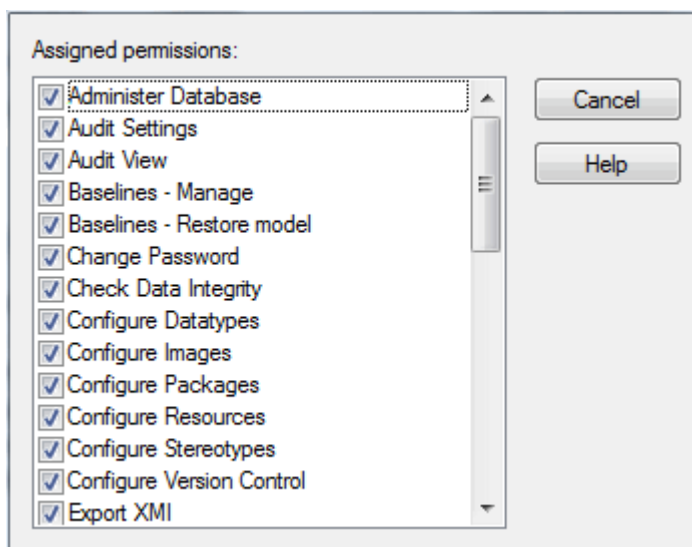 Assigned permissions:
Administer Database
Audit Settings
Audit View
Baselines - Manage
Baselines - Restore model
Change Password
Check Data Integrity
Configure Datatypes
Configure Images
Configure Packages
Configure Resources
Configure Stereotypes
Configure Version Control
Export XMI
Cancel
Help